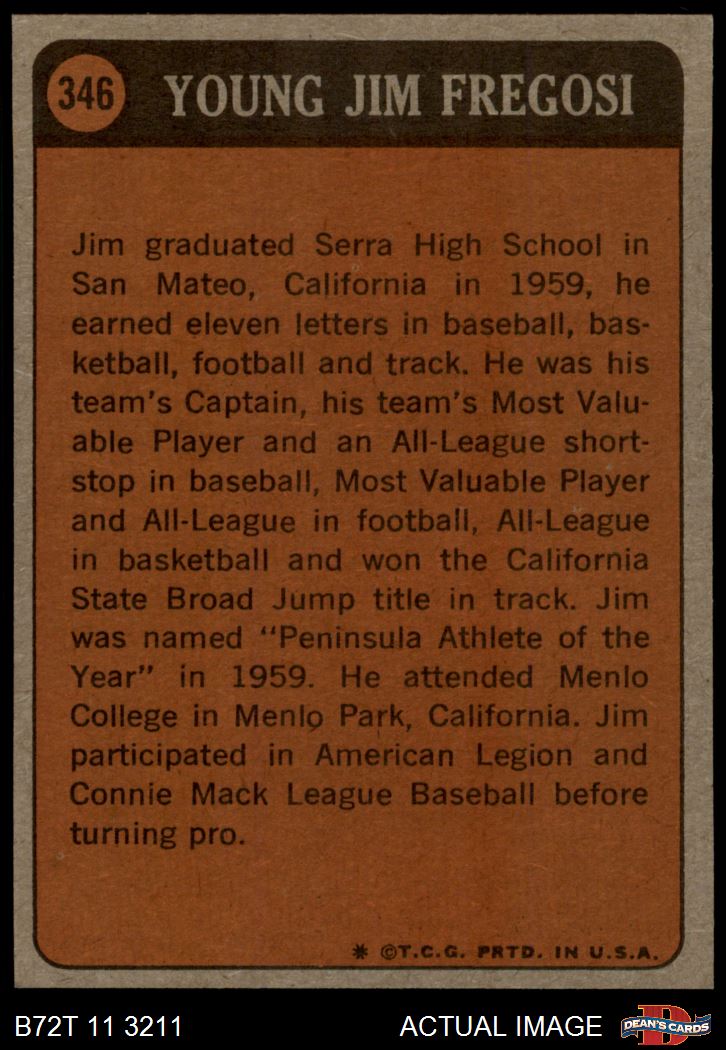 346 YOUNG JIM FREGOSI
Jim graduated Serra High School in
San Mateo, California in 1959, he
earned eleven letters in baseball, bas-
ketball, football and track. He was his
team's Captain, his team's Most Valu-
able Player and an All-League short-
stop in baseball, Most Valuable Player
and All-League in football, All-League
in basketball and won the California
State Broad Jump title in track. Jim
was named "Peninsula Athlete of the
Year" in 1959. He attended Menlo
College in Menlo Park, California. Jim
participated in American Legion and
Connie Mack League Baseball before
turning pro.
* ©T.C.G. PRTD. IN U.S.A.
B72T 11 3211 ACTUAL IMAGE D DEAN'S CARDS